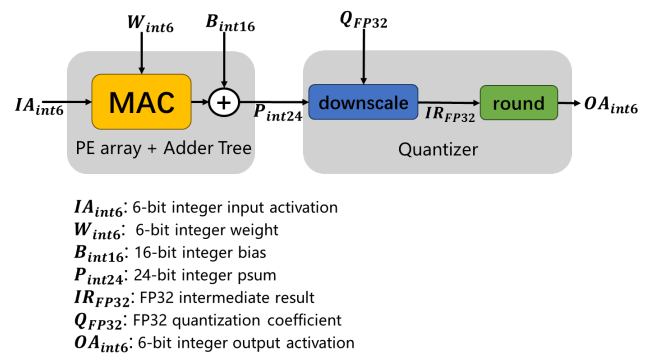 W_int6 B_int16 Q_FP32
IA_int6 MAC + P_int24 downscale IR_FP32 round OA_int6
PE array + Adder Tree Quantizer
IA_int6: 6-bit integer input activation
W_int6: 6-bit integer weight
B_int16: 16-bit integer bias
P_int24: 24-bit integer psum
IR_FP32: FP32 intermediate result
Q_FP32: FP32 quantization coefficient
OA_int6: 6-bit integer output activation